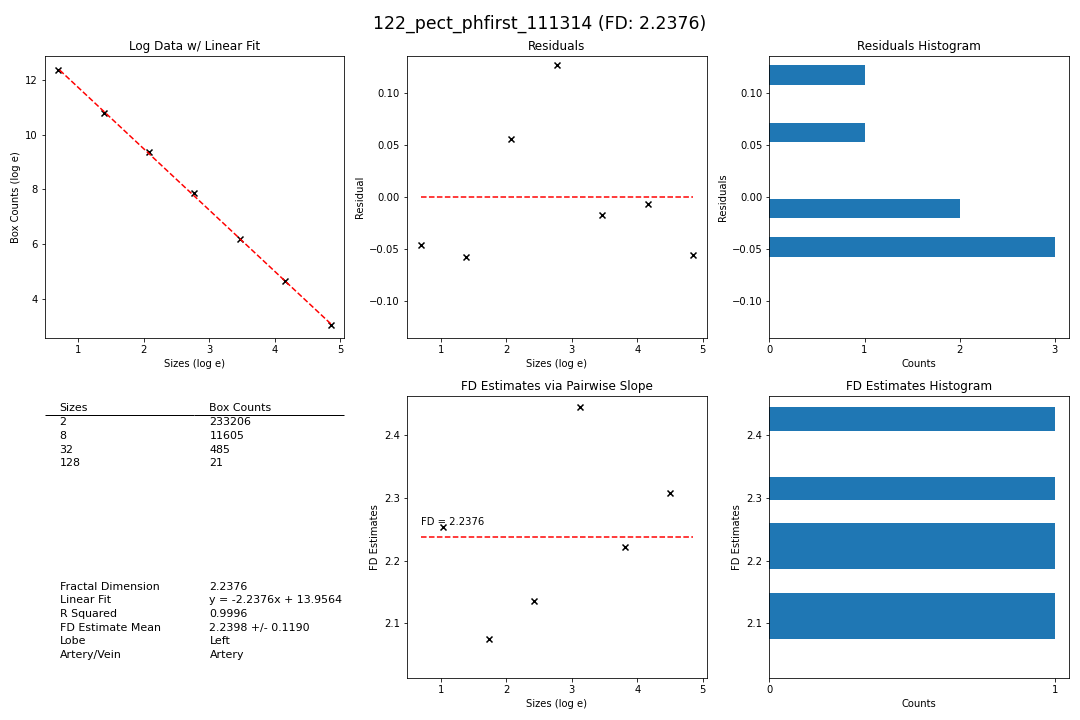 122_pect_phfirst_111314 (FD: 2.2376)
Log Data w/ Linear Fit
Box Counts (log e)
12
10
8
6
4
1 2 3 4 5
Sizes (log e)
Residuals
Residual
0.10
0.05
0.00
−0.05
−0.10
1 2 3 4 5
Sizes (log e)
Residuals Histogram
Residuals
0.10
0.05
0.00
−0.05
−0.10
0 1 2 3
Counts
Sizes Box Counts
2 233206
8 11605
32 485
128 21
Fractal Dimension 2.2376
Linear Fit y = -2.2376x + 13.9564
R Squared 0.9996
FD Estimate Mean 2.2398 +/- 0.1190
Lobe Left
Artery/Vein Artery
FD Estimates via Pairwise Slope
FD Estimates
2.4
2.3
2.2
2.1
FD = 2.2376
1 2 3 4 5
Sizes (log e)
FD Estimates Histogram
FD Estimates
2.4
2.3
2.2
2.1
0 1
Counts